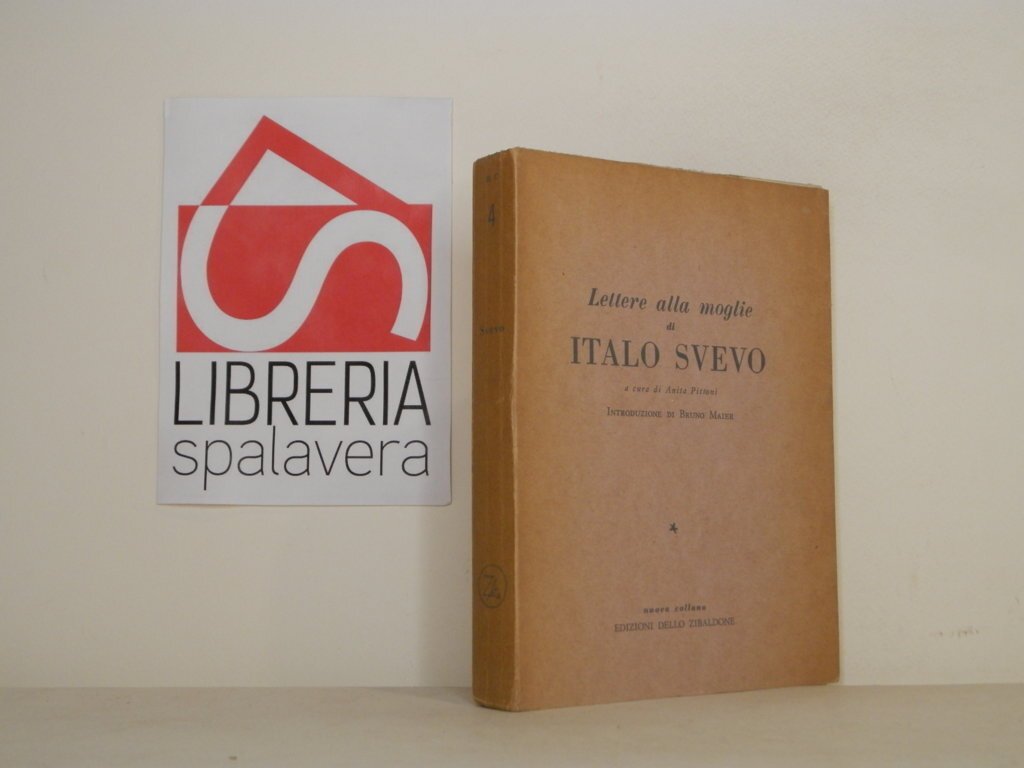 LIBRERIA
spalavera
4
Svevo
Lettere alla moglie
di
ITALO SVEVO
a cura di Anita Pittoni
Introduzione di Bruno Maier
nuova collana
EDIZIONI DELLO ZIBALDONE